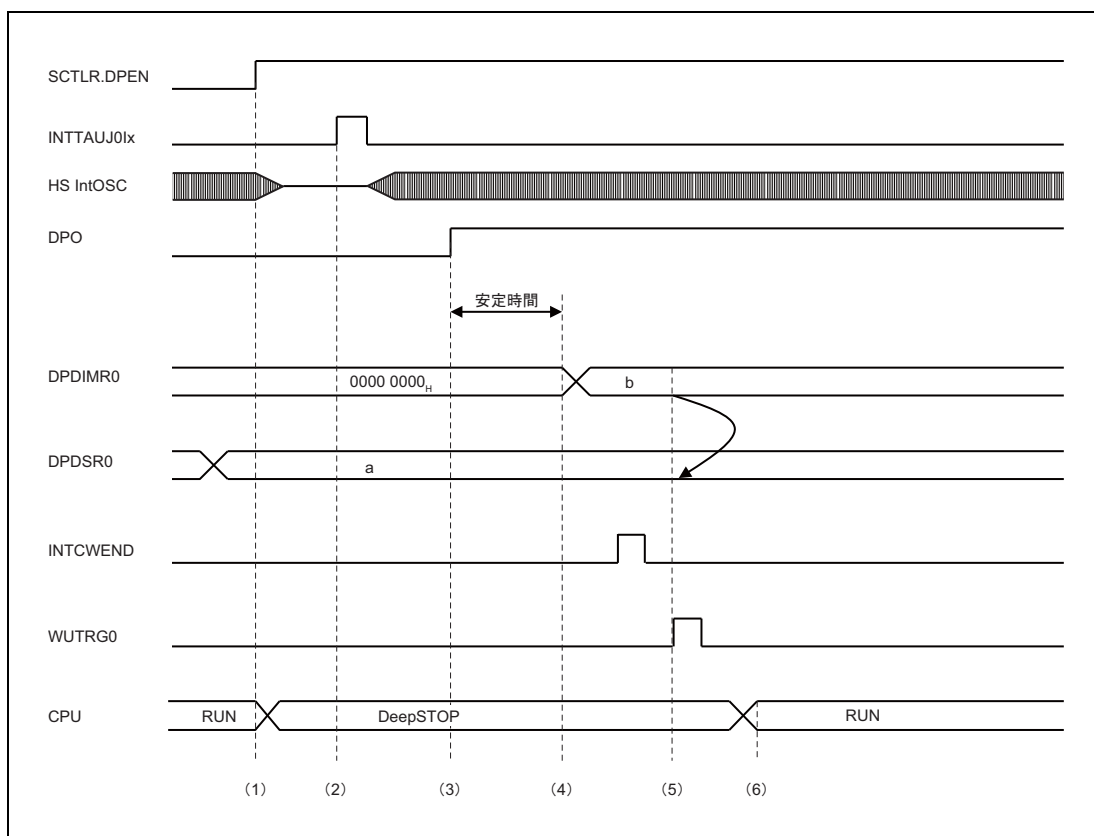 SCTLR.DPEN
INTTAUJ0Ix
HS IntOSC
DPO
安定時間
DPDIMR0
0000 0000H
b
DPDSR0
a
INTCWEND
WUTRG0
CPU
RUN
DeepSTOP
RUN
（1）
（2）
（3）
（4）
（5）
（6）